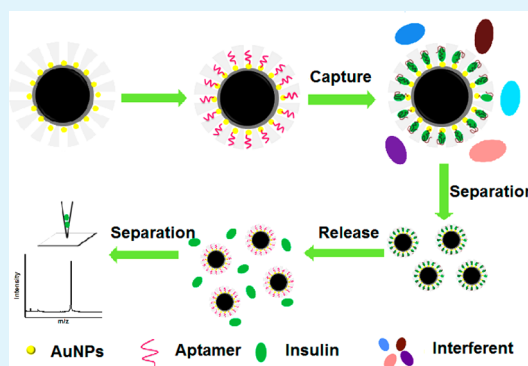 Capture
Separation
Release
Separation
Intensity
m/z
AuNPs
Aptamer
Insulin
Interferent